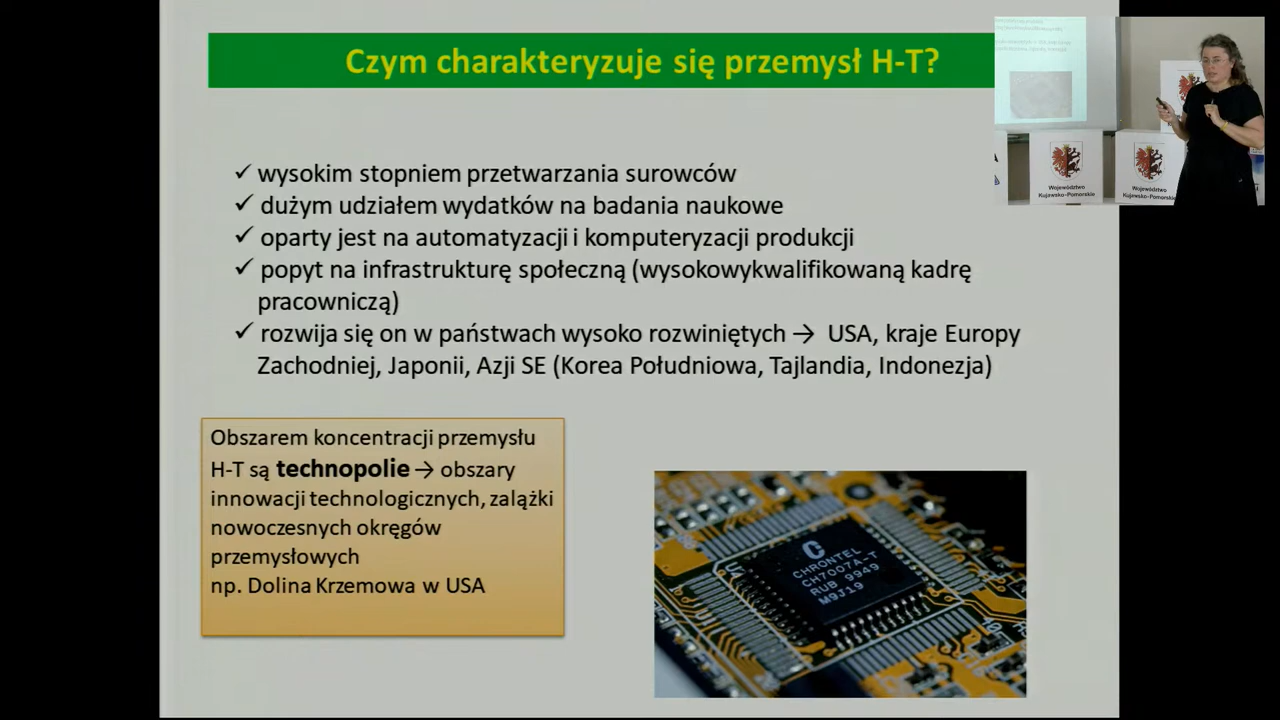 Czym charakteryzuje się przemysł H-T?
✓ wysokim stopniem przetwarzania surowców
✓ dużym udziałem wydatków na badania naukowe
✓ oparty jest na automatyzacji i komputeryzacji produkcji
✓ popyt na infrastrukturę społeczną (wysokowykwalifikowaną kadrę
pracowniczą)
✓ rozwija się on w państwach wysoko rozwiniętych → USA, kraje Europy
Zachodniej, Japonii, Azji SE (Korea Południowa, Tajlandia, Indonezja)
Obszarem koncentracji przemysłu
H-T są technopolie → obszary
innowacji technologicznych, zalążki
nowoczesnych okręgów
przemysłowych
np. Dolina Krzemowa w USA
CHRONTEL
CH7007A-T
RUB 9949
M9J19
Województwo
Kujawsko-Pomorskie
Województwo
Kujawsko-Pomorskie